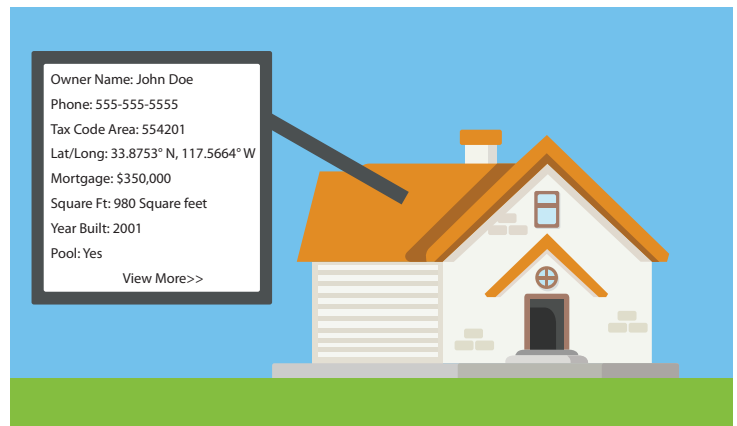 Owner Name: John Doe
Phone: 555-555-5555
Tax Code Area: 554201
Lat/Long: 33.8753° N, 117.5664° W
Mortgage: $350,000
Square Ft: 980 Square feet
Year Built: 2001
Pool: Yes
View More>>